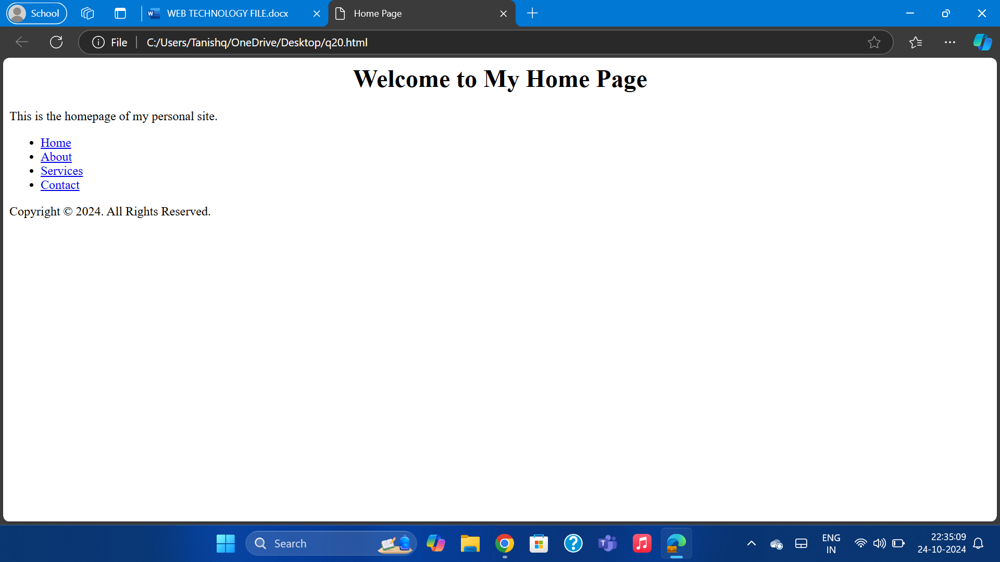 School
WEB TECHNOLOGY FILE.docx
Home Page
File
C:/Users/Tanishq/OneDrive/Desktop/q20.html
Welcome to My Home Page
This is the homepage of my personal site.
• Home
• About
• Services
• Contact
Copyright © 2024. All Rights Reserved.
Search
ENG
IN
22:35:09
24-10-2024